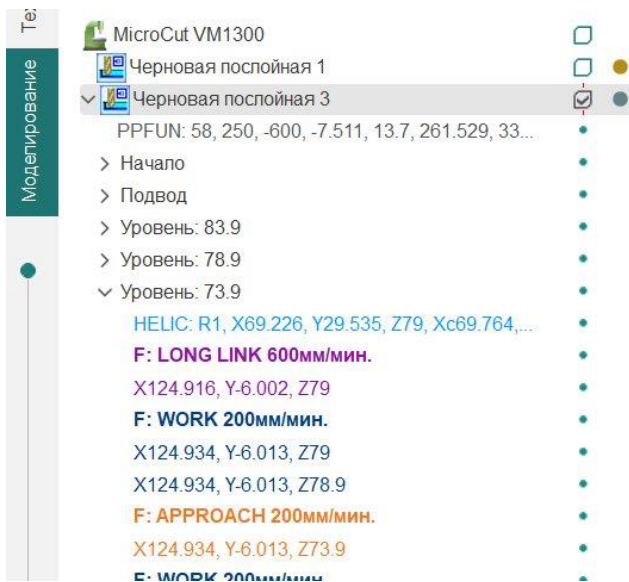 Моделирование
MicroCut VM1300
Черновая послойная 1
Черновая послойная 3
PPFUN: 58, 250, -600, -7.511, 13.7, 261.529, 33...
Начало
Подвод
Уровень: 83.9
Уровень: 78.9
Уровень: 73.9
HELIC: R1, X69.226, Y29.535, Z79, Xc69.764,...
F: LONG LINK 600мм/мин.
X124.916, Y-6.002, Z79
F: WORK 200мм/мин.
X124.934, Y-6.013, Z79
X124.934, Y-6.013, Z78.9
F: APPROACH 200мм/мин.
X124.934, Y-6.013, Z73.9
F: WORK 200мм/мин